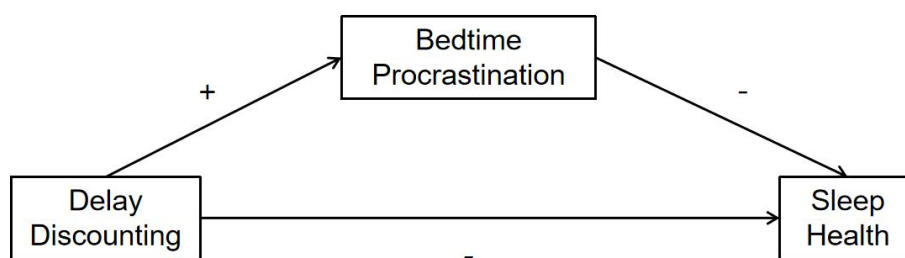 Bedtime
Procrastination
+
-
Delay
Discounting
Sleep
Health
-